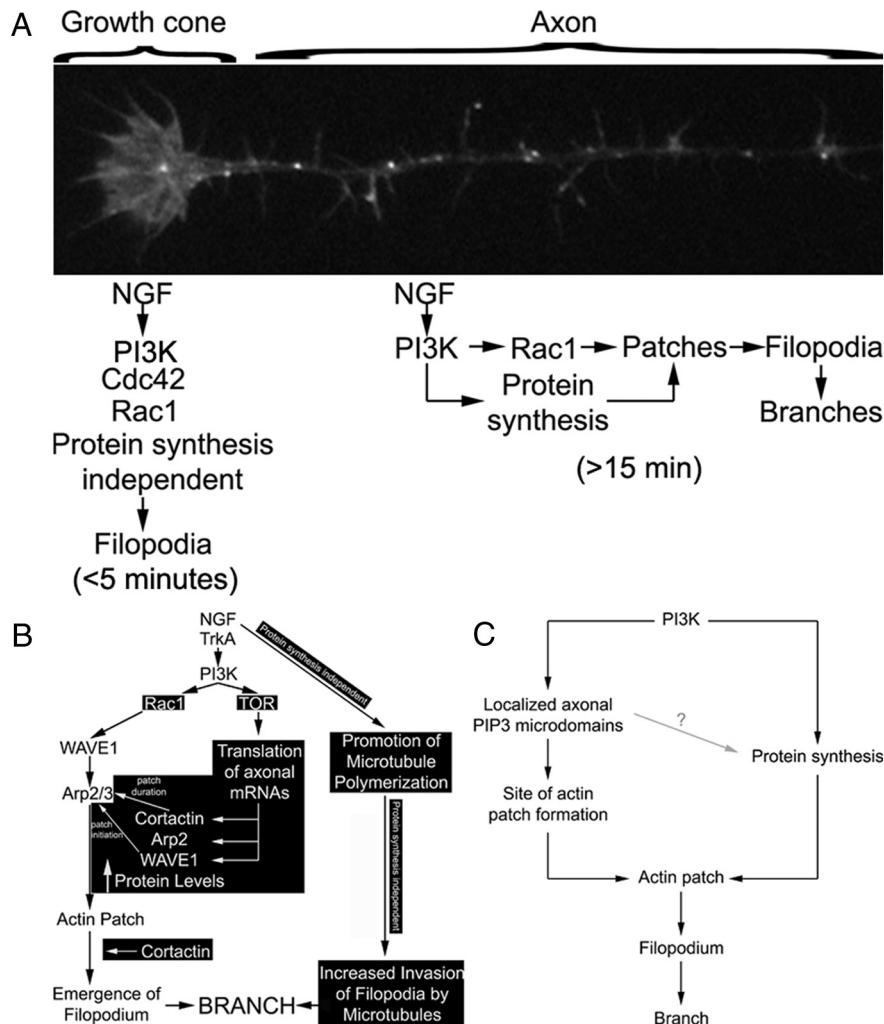 A
Growth cone
Axon
NGF
PI3K
Cdc42
Rac1
Protein synthesis
independent
Filopodia
(<5 minutes)
NGF
PI3K
Rac1
Patches
Filopodia
Protein
synthesis
Branches
(>15 min)
B
NGF
TrkA
Protein synthesis independent
PI3K
Rac1
TOR
WAVE1
Translation
of axonal
mRNAs
Promotion of
Microtubule
Polymerization
Arp2/3
patch
duration
patch
initiation
Cortactin
Arp2
WAVE1
Protein Levels
Protein synthesis independent
Actin Patch
Cortactin
Emergence of
Filopodium
BRANCH
Increased Invasion
of Filopodia by
Microtubules
C
PI3K
Localized axonal
PIP3 microdomains
?
Protein synthesis
Site of actin
patch formation
Actin patch
Filopodium
Branch